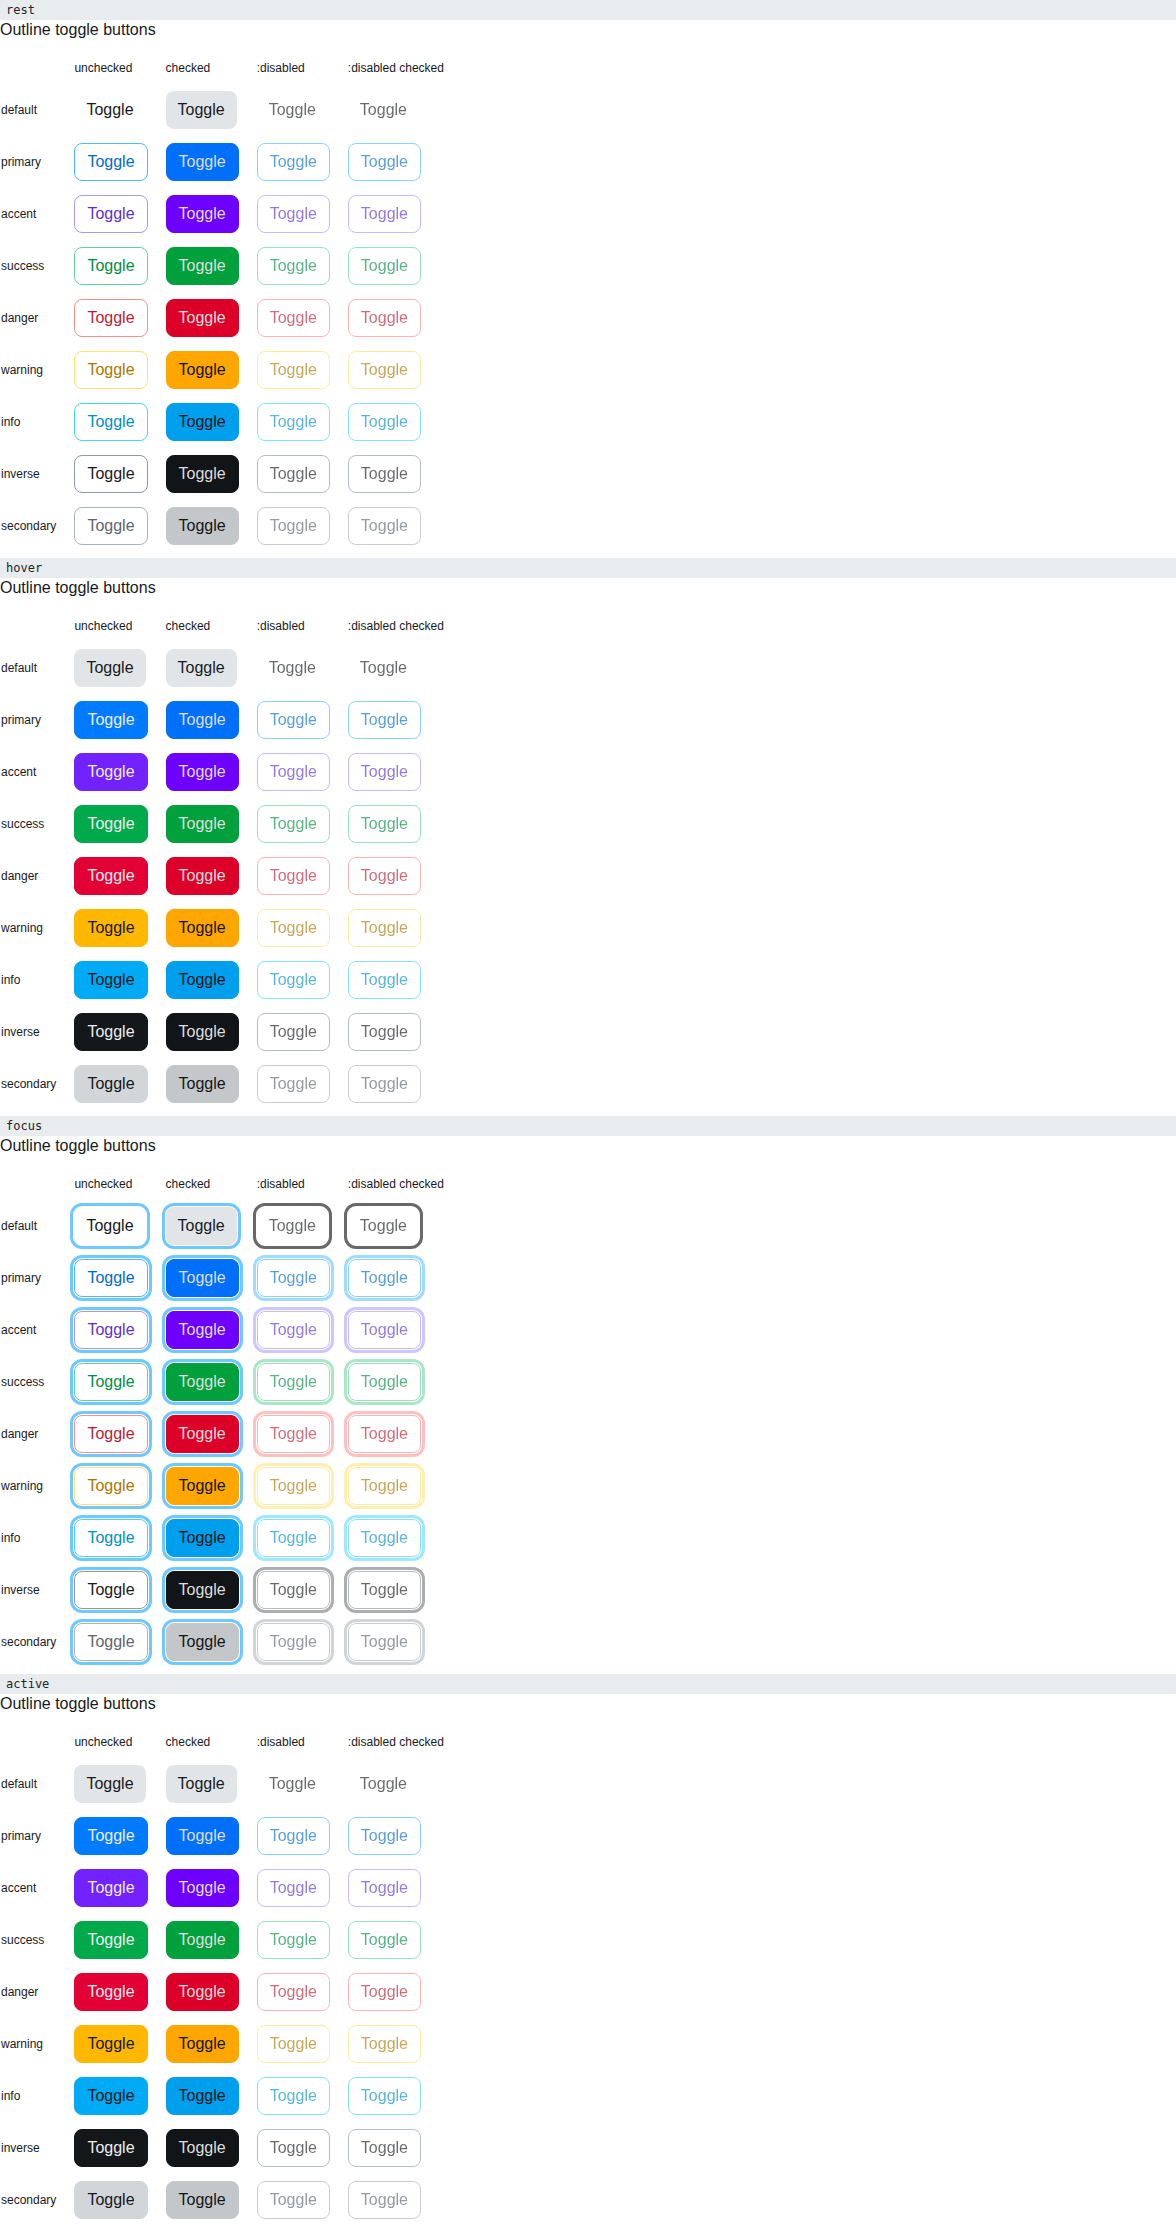 rest
Outline toggle buttons
unchecked checked :disabled :disabled checked
default Toggle Toggle Toggle Toggle
primary Toggle Toggle Toggle Toggle
accent Toggle Toggle Toggle Toggle
success Toggle Toggle Toggle Toggle
danger Toggle Toggle Toggle Toggle
warning Toggle Toggle Toggle Toggle
info Toggle Toggle Toggle Toggle
inverse Toggle Toggle Toggle Toggle
secondary Toggle Toggle Toggle Toggle
hover
Outline toggle buttons
unchecked checked :disabled :disabled checked
default Toggle Toggle Toggle Toggle
primary Toggle Toggle Toggle Toggle
accent Toggle Toggle Toggle Toggle
success Toggle Toggle Toggle Toggle
danger Toggle Toggle Toggle Toggle
warning Toggle Toggle Toggle Toggle
info Toggle Toggle Toggle Toggle
inverse Toggle Toggle Toggle Toggle
secondary Toggle Toggle Toggle Toggle
focus
Outline toggle buttons
unchecked checked :disabled :disabled checked
default Toggle Toggle Toggle Toggle
primary Toggle Toggle Toggle Toggle
accent Toggle Toggle Toggle Toggle
success Toggle Toggle Toggle Toggle
danger Toggle Toggle Toggle Toggle
warning Toggle Toggle Toggle Toggle
info Toggle Toggle Toggle Toggle
inverse Toggle Toggle Toggle Toggle
secondary Toggle Toggle Toggle Toggle
active
Outline toggle buttons
unchecked checked :disabled :disabled checked
default Toggle Toggle Toggle Toggle
primary Toggle Toggle Toggle Toggle
accent Toggle Toggle Toggle Toggle
success Toggle Toggle Toggle Toggle
danger Toggle Toggle Toggle Toggle
warning Toggle Toggle Toggle Toggle
info Toggle Toggle Toggle Toggle
inverse Toggle Toggle Toggle Toggle
secondary Toggle Toggle Toggle Toggle